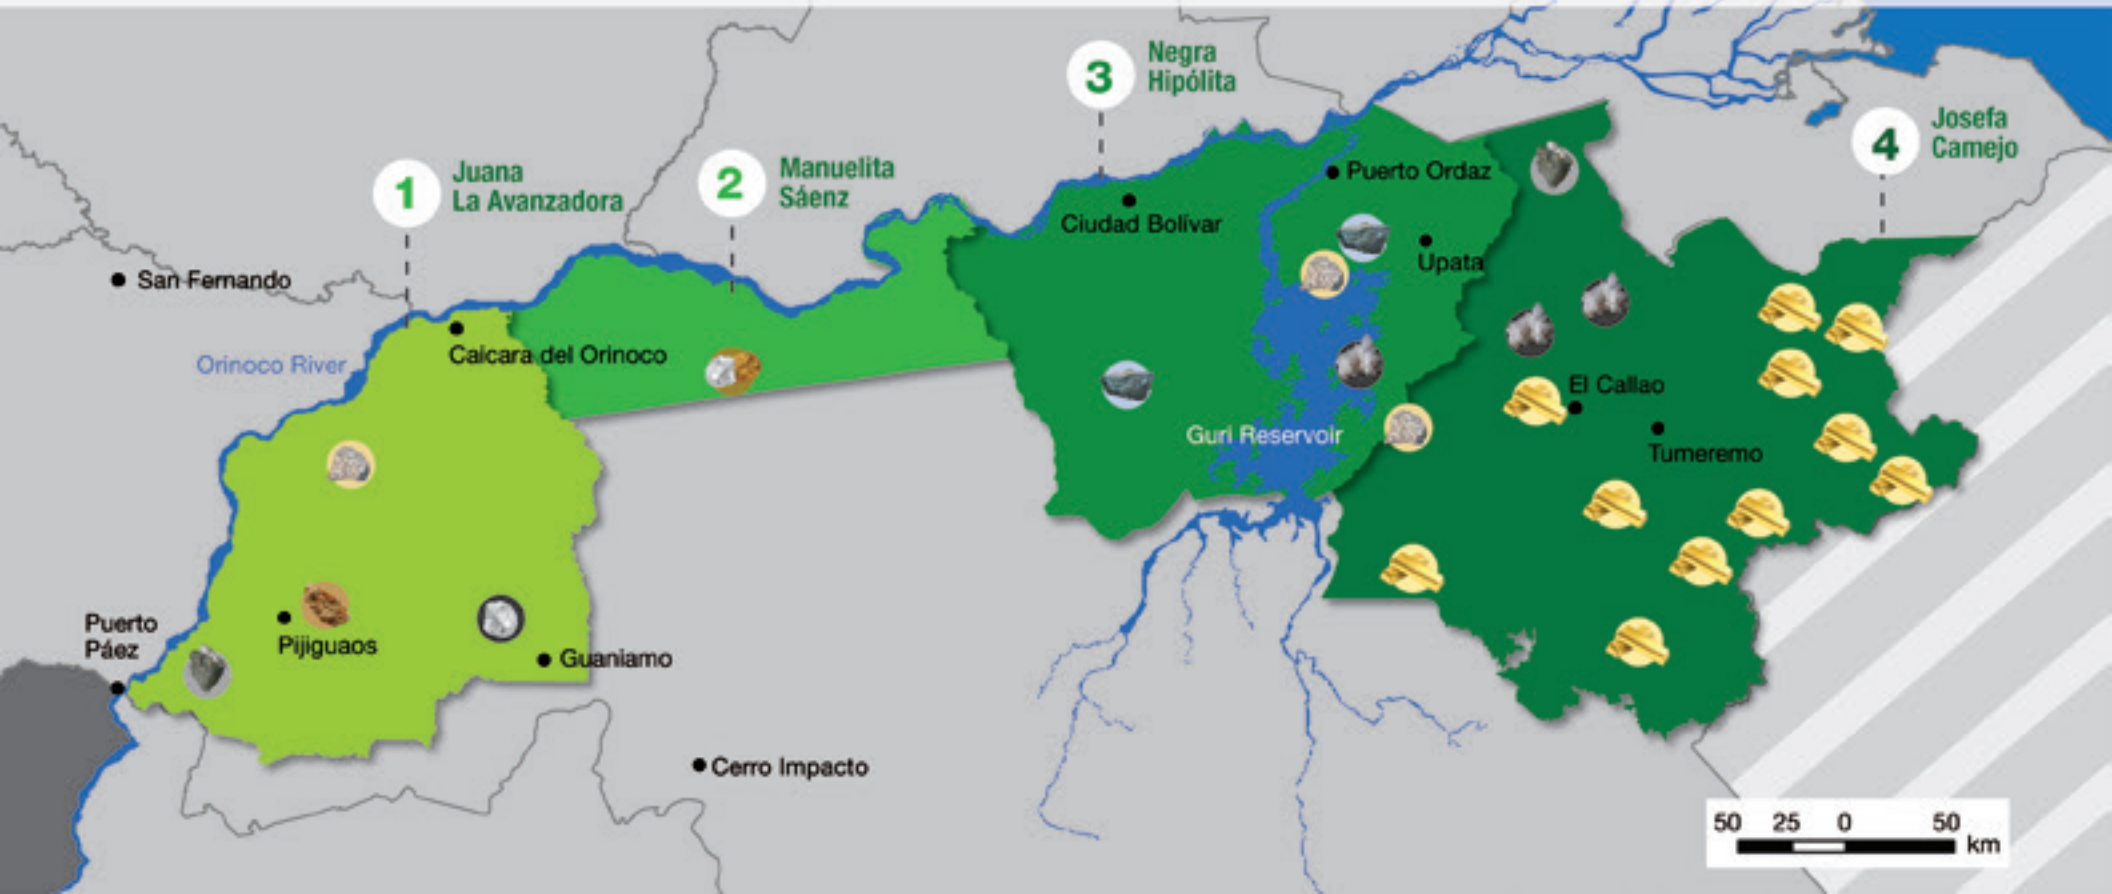 3
Negra
Hipólita
4
Josefa
Camejo
1
Juana
La Avanzadora
2
Manuelita
Sáenz
Puerto Ordaz
Ciudad Bolívar
Upata
San Fernando
Caicara del Orinoco
Orinoco River
El Callao
Guri Reservoir
Tumeremo
Puerto
Páez
Pijiguaos
Guaniamo
Cerro Impacto
50 25 0 50
km